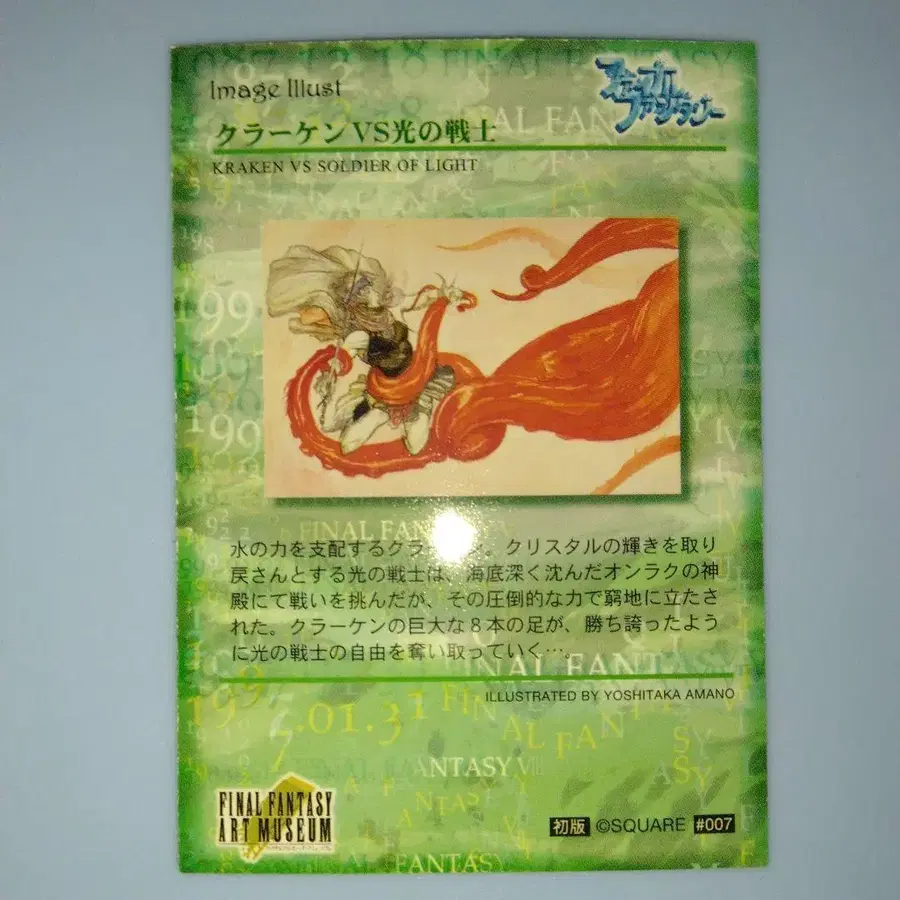 Image Illust
ファイナルファンタジー
クラーケンVS光の戦士
KRAKEN VS SOLDIER OF LIGHT
水の力を支配するクラー 。クリスタルの輝きを取り
戻さんとする光の戦士は、海底深く沈んだオンラクの神
殿にて戦いを挑んだが、その圧倒的な力で窮地に立たさ
れた。クラーケンの巨大な8本の足が、勝ち誇ったよう
に光の戦士の自由を奪い取っていく…。
ILLUSTRATED BY YOSHITAKA AMANO
FINAL FANTASY
ART MUSEUM
初版 ©SQUARE #007